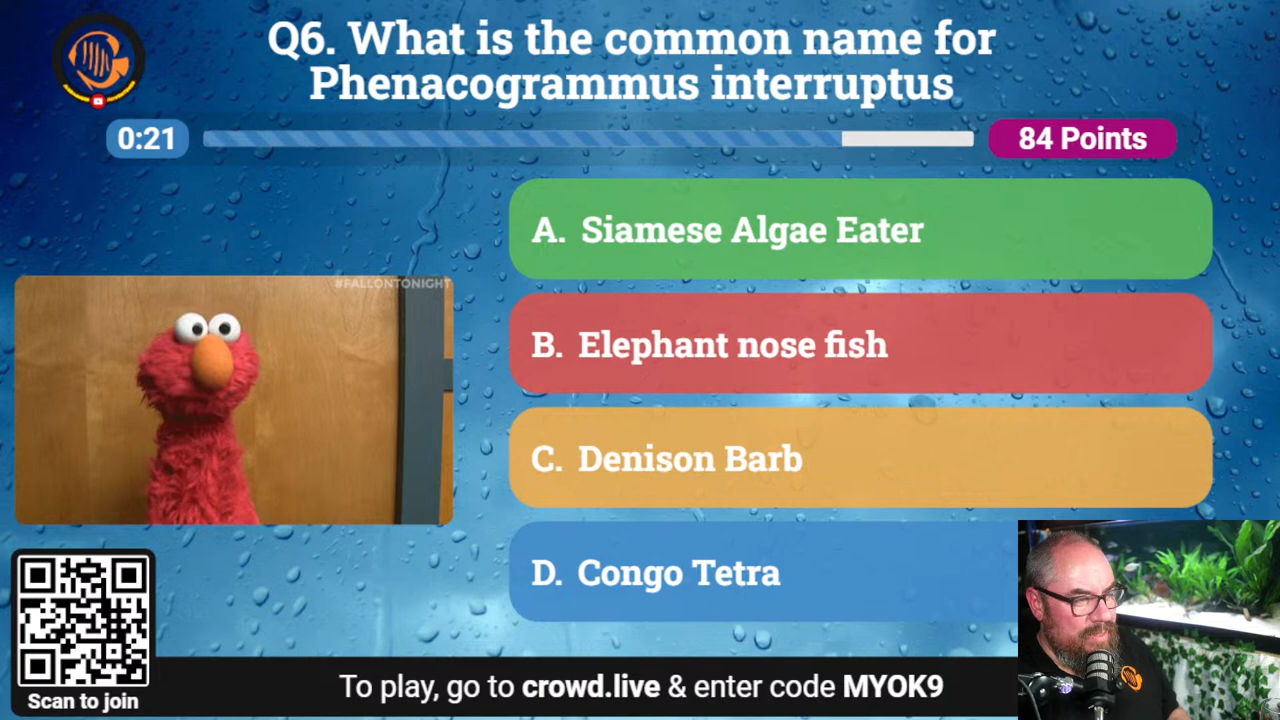 Q6. What is the common name for
Phenacogrammus interruptus
0:21
84 Points
A. Siamese Algae Eater
#FALLONTONIGHT
B. Elephant nose fish
C. Denison Barb
D. Congo Tetra
To play, go to crowd.live & enter code MYOK9
Scan to join